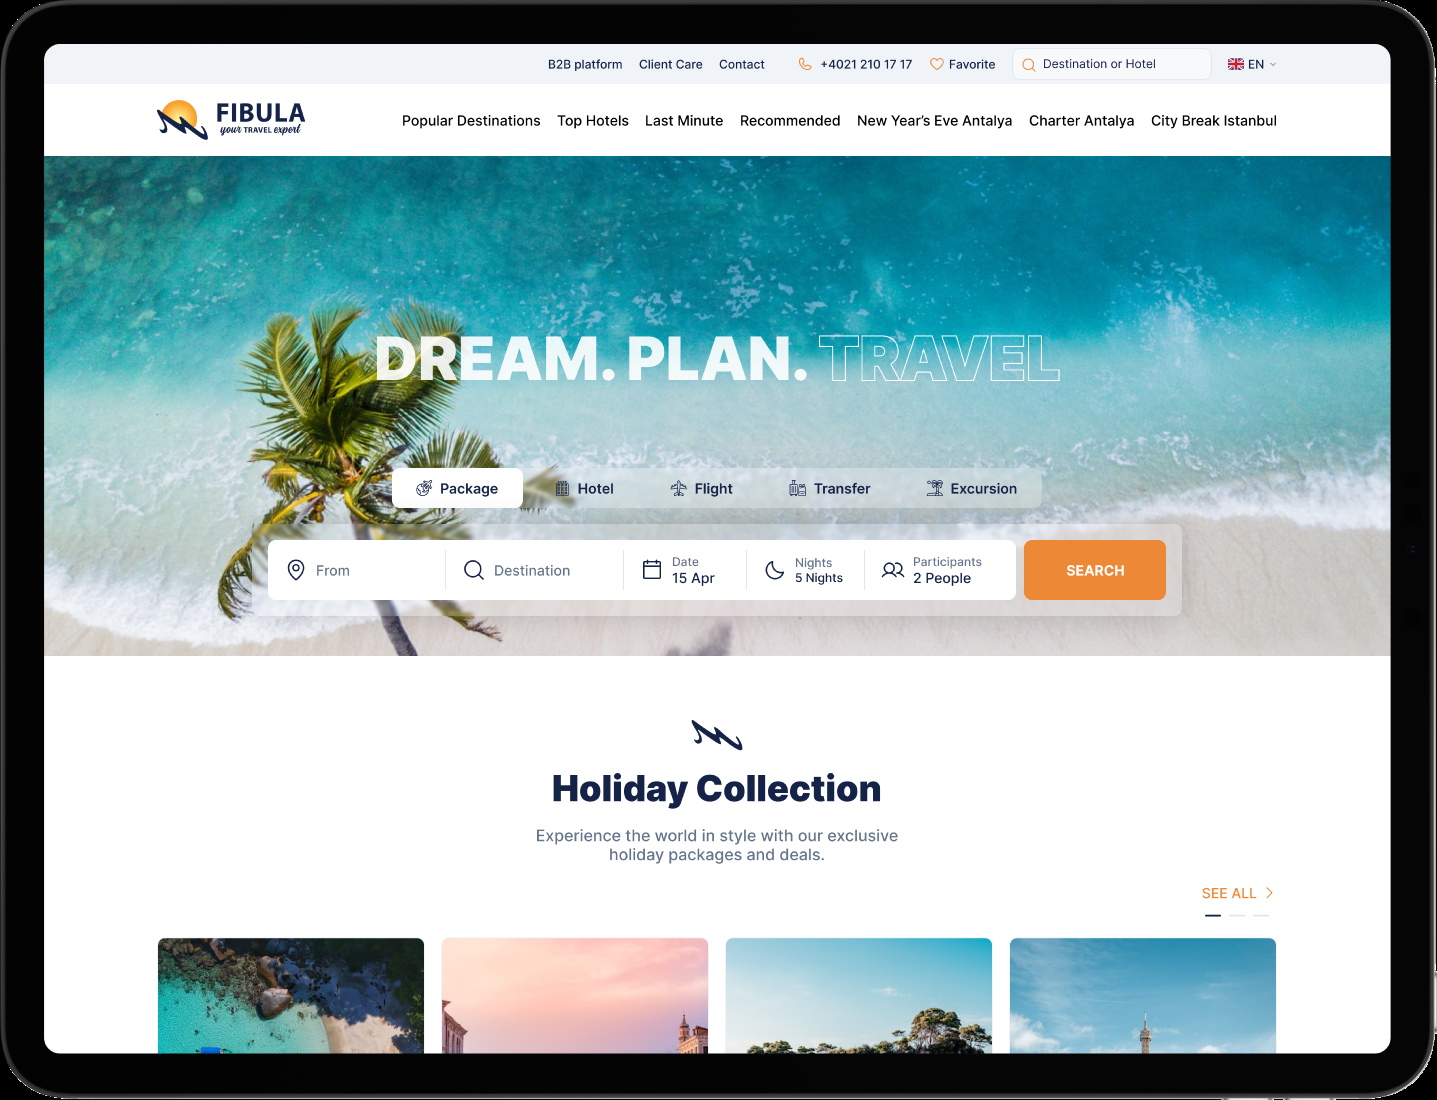 B2B platform Client Care Contact +4021 210 17 17 Favorite Destination or Hotel EN
FIBULA
your TRAVEL expert
Popular Destinations Top Hotels Last Minute Recommended New Year's Eve Antalya Charter Antalya City Break Istanbul
DREAM. PLAN. TRAVEL
Package Hotel Flight Transfer Excursion
From Destination
Date
15 Apr
Nights
5 Nights
Participants
2 People
SEARCH
Holiday Collection
Experience the world in style with our exclusive
holiday packages and deals.
SEE ALL